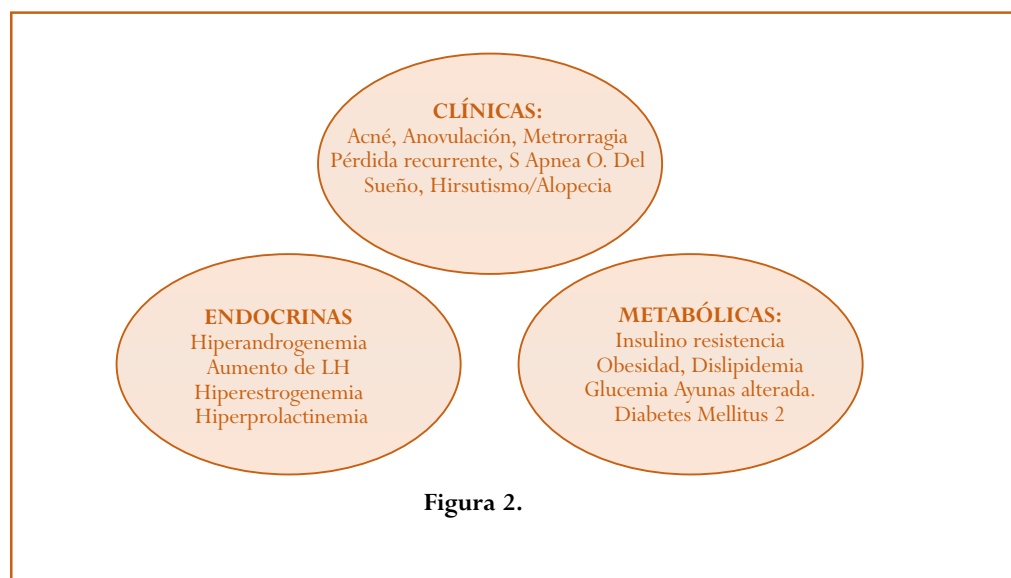 CLÍNICAS:
Acné, Anovulación, Metrorragia
Pérdida recurrente, S Apnea O. Del
Sueño, Hirsutismo/Alopecia
ENDOCRINAS
Hiperandrogenemia
Aumento de LH
Hiperestrogenemia
Hiperprolactinemia
METABÓLICAS:
Insulino resistencia
Obesidad, Dislipidemia
Glucemia Ayunas alterada.
Diabetes Mellitus 2
Figura 2.